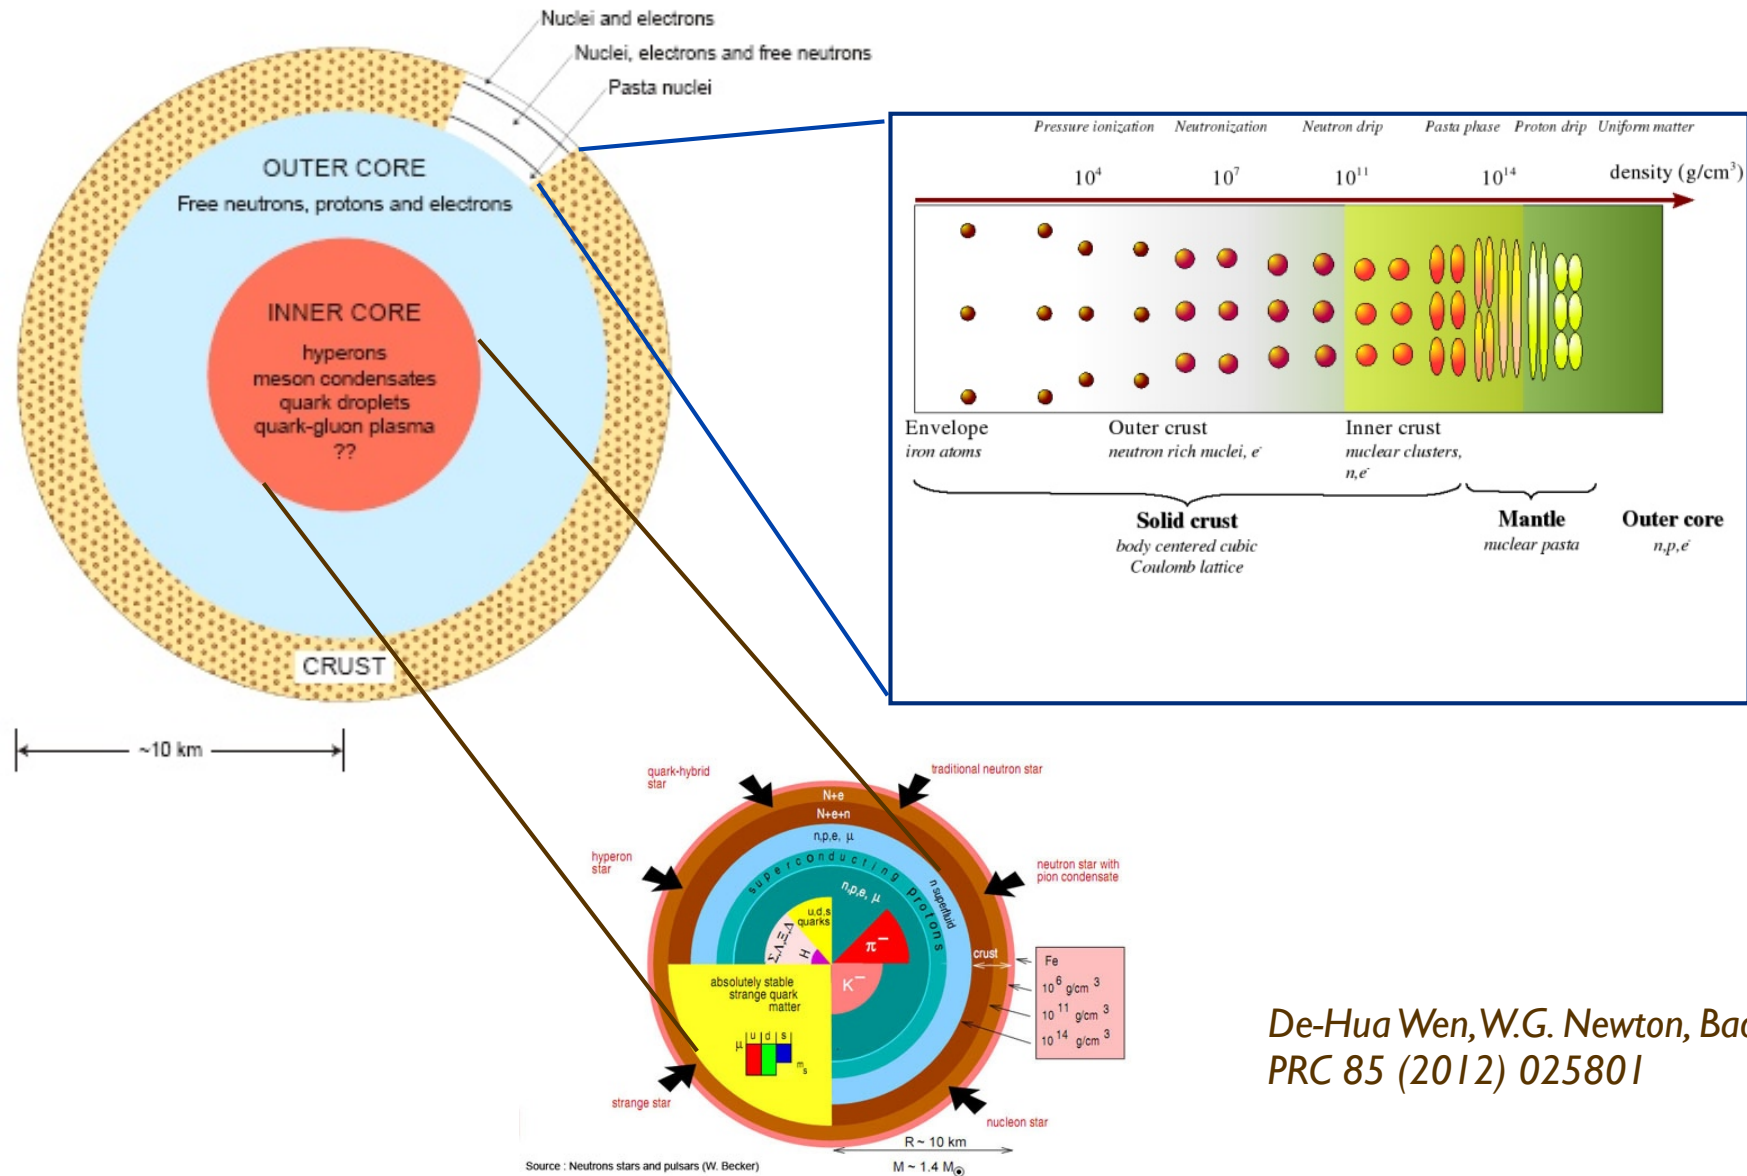 Nuclei and electrons
Nuclei, electrons and free neutrons
Pasta nuclei
OUTER CORE
Free neutrons, protons and electrons
INNER CORE
hyperons
meson condensates
quark droplets
quark-gluon plasma
??
CRUST
~10 km
Pressure ionization Neutronization Neutron drip Pasta phase Proton drip Uniform matter
10⁴ 10⁷ 10¹¹ 10¹⁴ density (g/cm³)
Envelope
iron atoms
Outer crust
neutron rich nuclei, e⁻
Inner crust
nuclear clusters,
n,e⁻
Solid crust
body centered cubic
Coulomb lattice
Mantle
nuclear pasta
Outer core
n,p,e⁻
quark-hybrid
star
traditional neutron star
hyperon
star
neutron star with
pion condensate
N+e
N+e+n
n,p,e, μ
superconducting protons
n superfluid
n,p,e, μ
u,d,s
quarks
Σ,Λ,Ξ,Δ
H
π⁻
K⁻
crust
absolutely stable
strange quark
matter
u d s
μ
mₛ
Fe
10⁶ g/cm³
10¹¹ g/cm³
10¹⁴ g/cm³
strange star
nucleon star
R ~ 10 km
M ~ 1.4 M☉
Source : Neutrons stars and pulsars (W. Becker)
De-Hua Wen, W.G. Newton, Bao
PRC 85 (2012) 025801